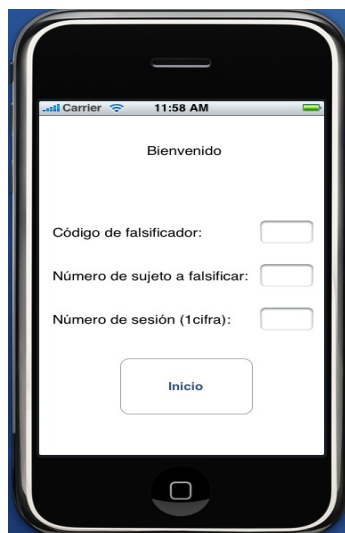 Carrier 11:58 AM
Bienvenido
Código de falsificador:
Número de sujeto a falsificar:
Número de sesión (1cifra):
Inicio